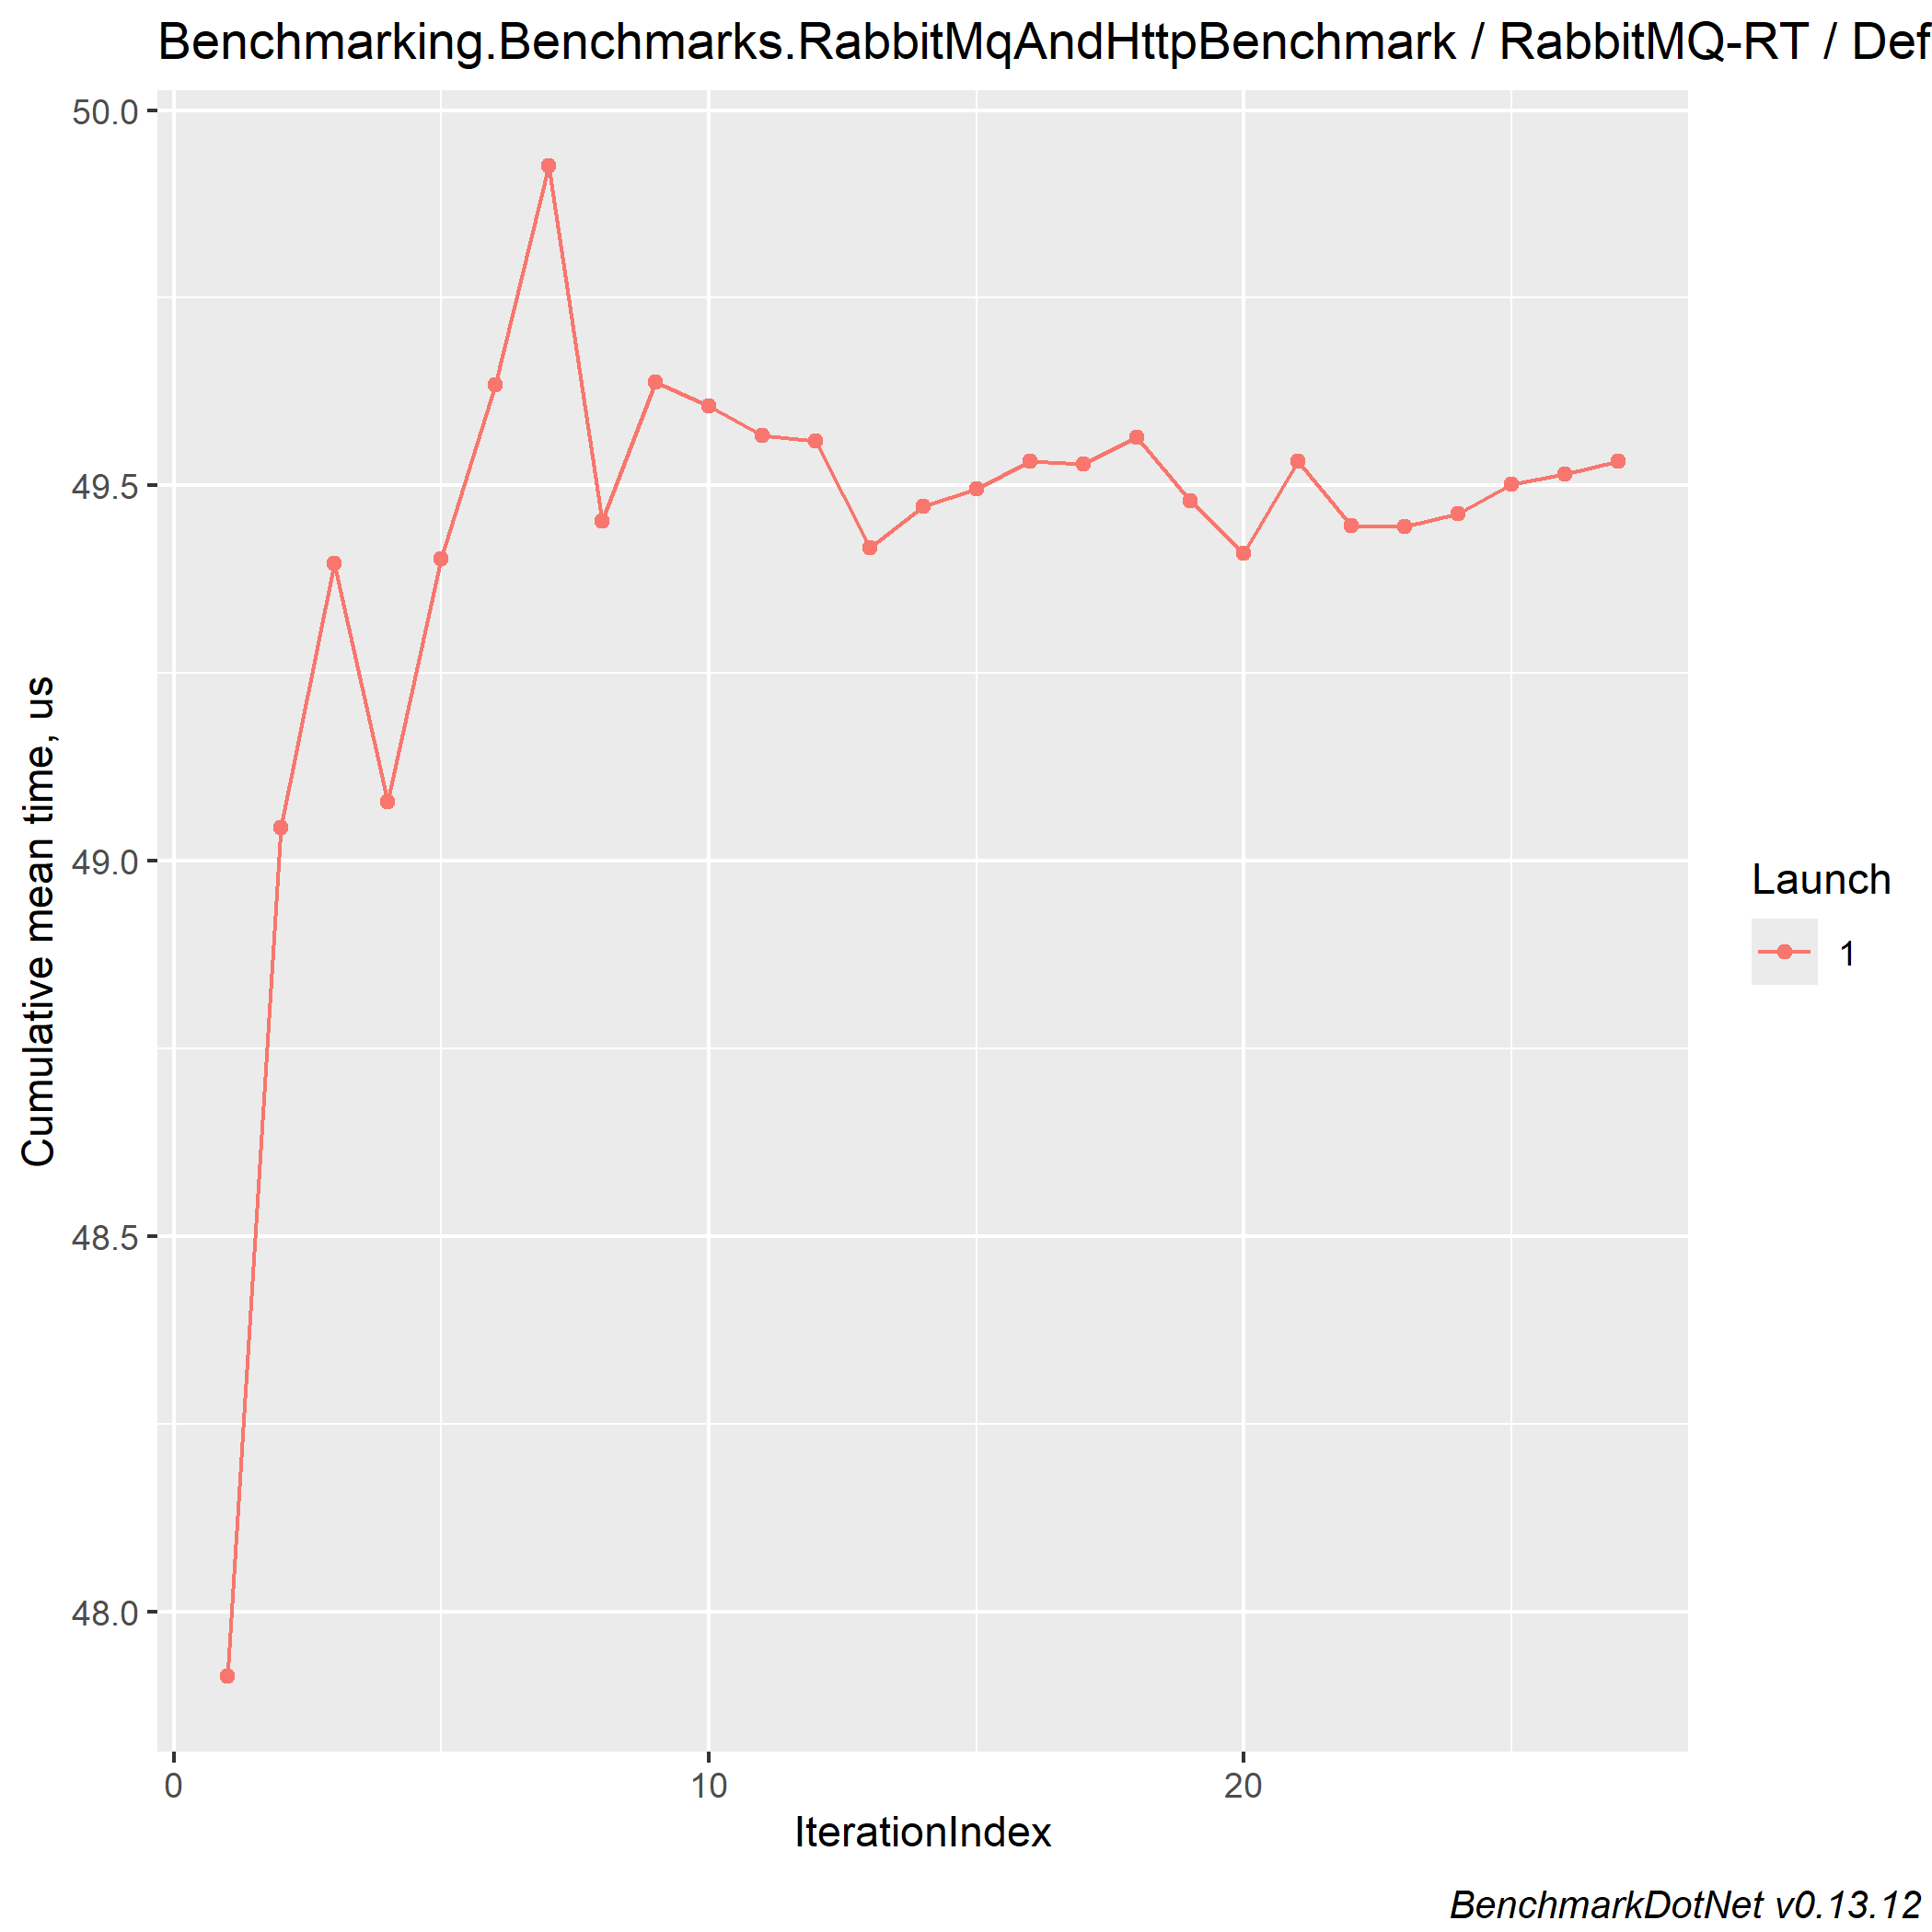 Benchmarking.Benchmarks.RabbitMqAndHttpBenchmark / RabbitMQ-RT / Def
50.0
49.5
49.0
48.5
48.0
Cumulative mean time, us
0 10 20
IterationIndex
Launch
1
BenchmarkDotNet v0.13.12